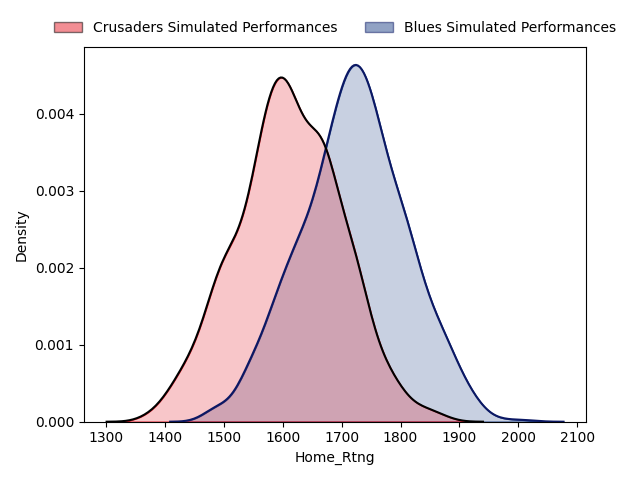 Crusaders Simulated Performances Blues Simulated Performances
0.004
0.003
0.002
0.001
0.000
Density
1300 1400 1500 1600 1700 1800 1900 2000 2100
Home_Rtng